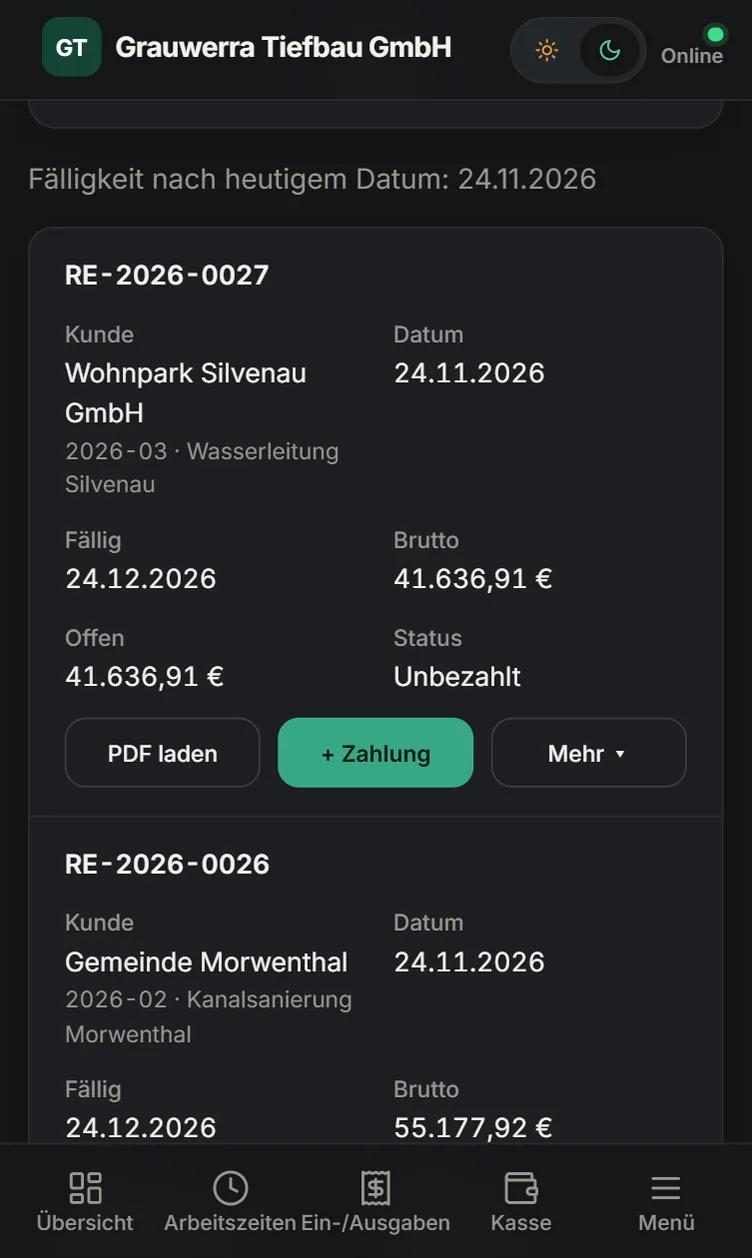 GT Grauwerra Tiefbau GmbH Online
Fälligkeit nach heutigem Datum: 24.11.2026
RE-2026-0027
Kunde Datum
Wohnpark Silvenau 24.11.2026
GmbH
2026-03 · Wasserleitung
Silvenau
Fällig Brutto
24.12.2026 41.636,91 €
Offen Status
41.636,91 € Unbezahlt
PDF laden + Zahlung Mehr ▾
RE-2026-0026
Kunde Datum
Gemeinde Morwenthal 24.11.2026
2026-02 · Kanalsanierung
Morwenthal
Fällig Brutto
24.12.2026 55.177,92 €
Übersicht Arbeitszeiten Ein-/Ausgaben Kasse Menü